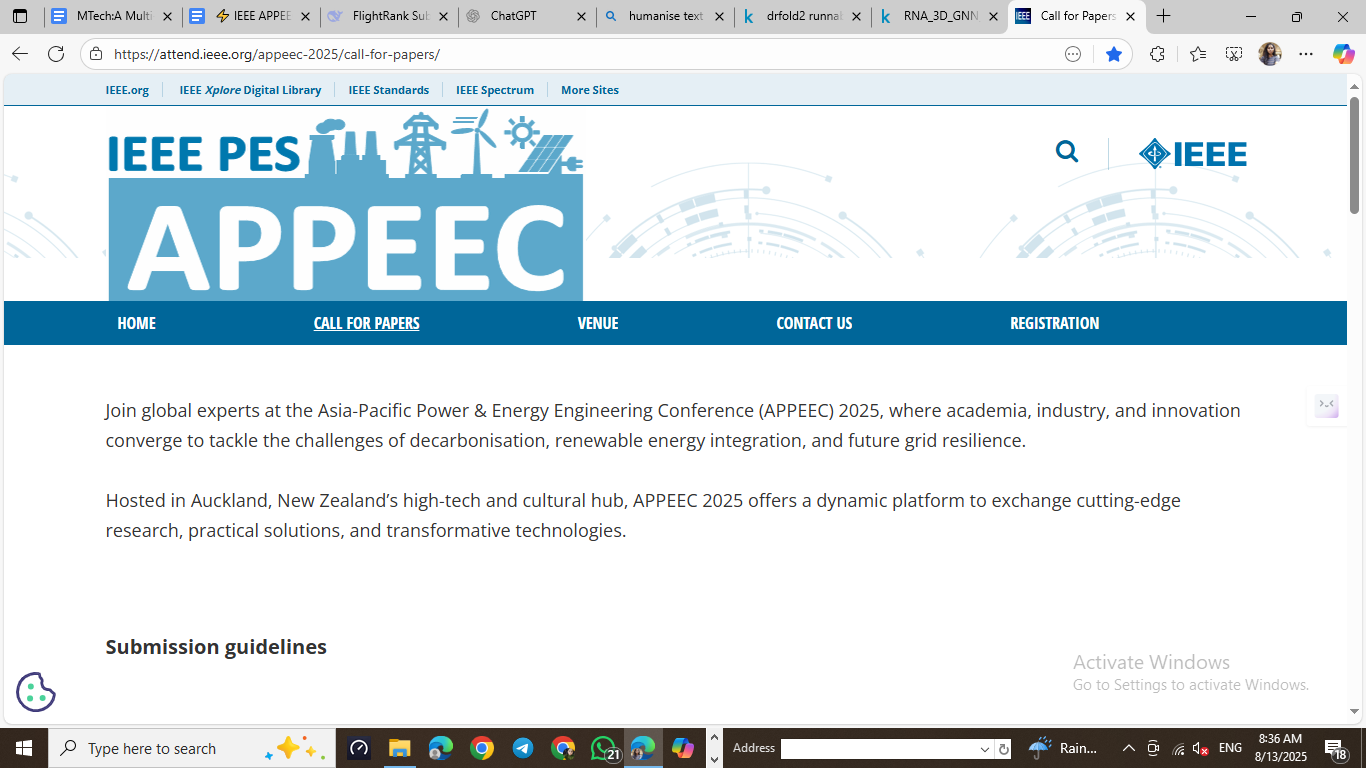 MTech:A Multi
IEEE APPEE
FlightRank Sub
ChatGPT
humanise text
drfold2 runnal
RNA_3D_GNN
Call for Papers
https://attend.ieee.org/appeec-2025/call-for-papers/
IEEE.org IEEE Xplore Digital Library IEEE Standards IEEE Spectrum More Sites
IEEE PES
APPEEC
IEEE
HOME CALL FOR PAPERS VENUE CONTACT US REGISTRATION
Join global experts at the Asia-Pacific Power & Energy Engineering Conference (APPEEC) 2025, where academia, industry, and innovation
converge to tackle the challenges of decarbonisation, renewable energy integration, and future grid resilience.
Hosted in Auckland, New Zealand’s high-tech and cultural hub, APPEEC 2025 offers a dynamic platform to exchange cutting-edge
research, practical solutions, and transformative technologies.
Submission guidelines
Activate Windows
Go to Settings to activate Windows.
Type here to search
21
Address
Rain...
ENG
8:36 AM
8/13/2025
18